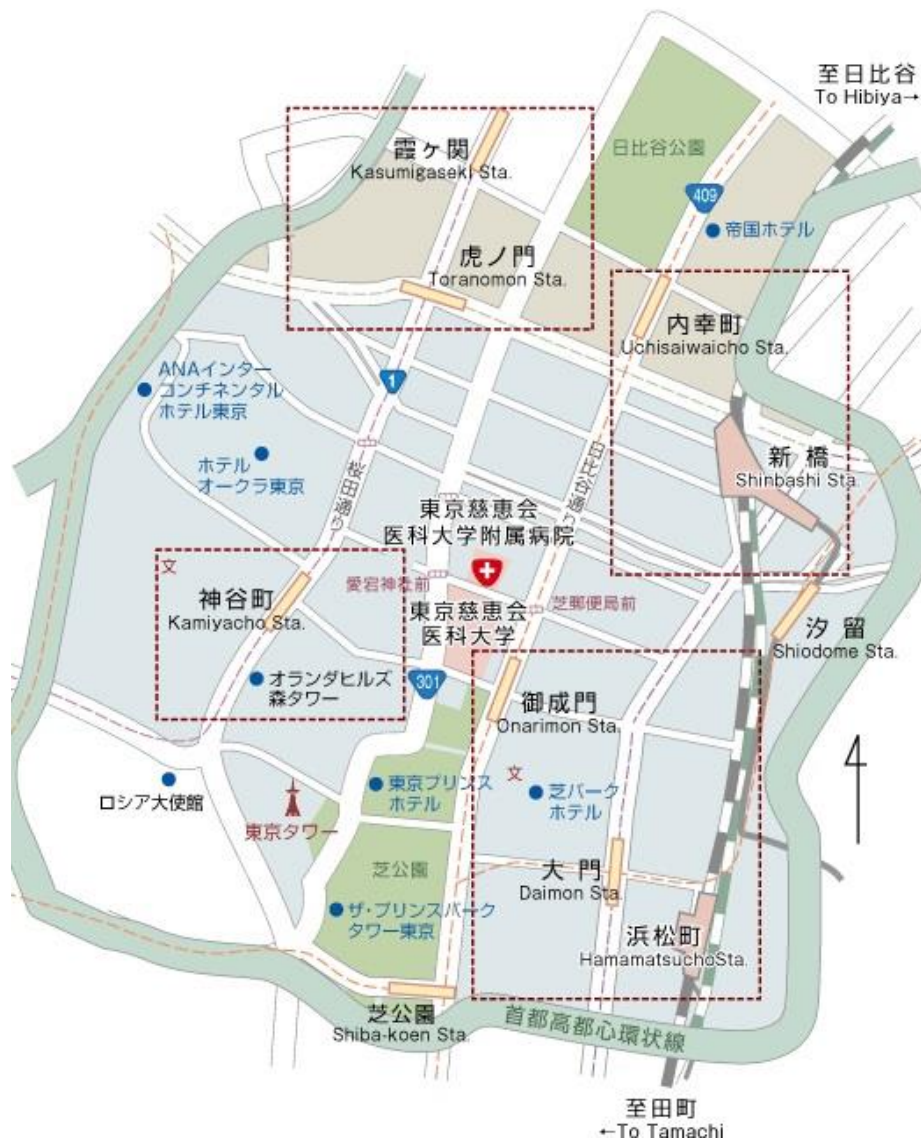 至日比谷
To Hibiya→
霞ヶ関
Kasumigaseki Sta.
日比谷公園
409
帝国ホテル
虎ノ門
Toranomon Sta.
内幸町
Uchisaiwaicho Sta.
ANAインター
コンチネンタル
ホテル東京
1
ホテル
オークラ東京
桜田通り
日比谷通り
新橋
Shinbashi Sta.
東京慈恵会
医科大学附属病院
文
愛宕神社前
神谷町
Kamiyacho Sta.
東京慈恵会
医科大学
芝郵便局前
汐留
Shiodome Sta.
オランダヒルズ
森タワー
301
御成門
Onarimon Sta.
ロシア大使館
東京タワー
東京プリンス
ホテル
文
芝パーク
ホテル
芝公園
大門
Daimon Sta.
ザ・プリンスパーク
タワー東京
浜松町
HamamatsuchoSta.
芝公園
Shiba-koen Sta.
首都高都心環状線
至田町
←To Tamachi